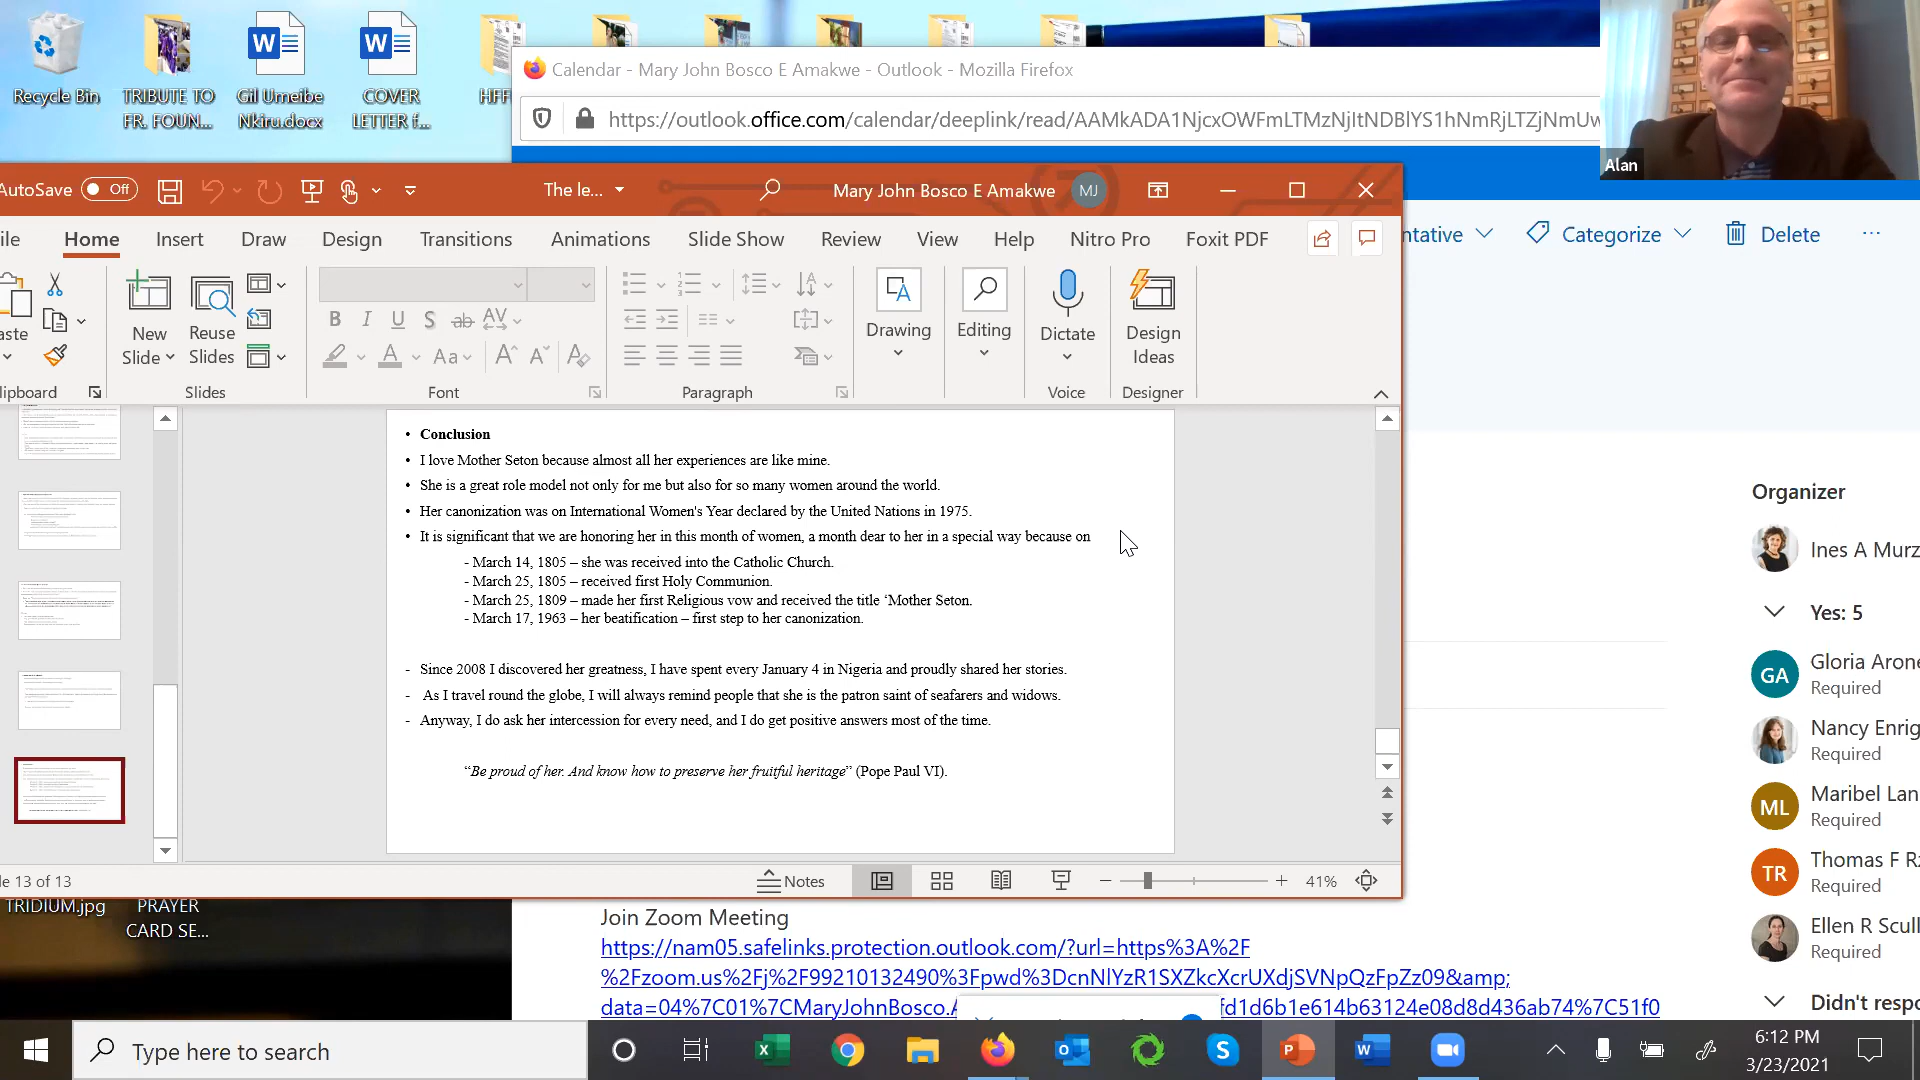 Recycle Bin
TRIBUTE TO
FR. FOUN...
Gil Umeibe
Nkiru.docx
COVER
LETTER f...
HFF
Calendar - Mary John Bosco E Amakwe - Outlook - Mozilla Firefox
https://outlook.office.com/calendar/deeplink/read/AAMkADA1NjcxOWFmLTMzNjItNDBlYS1hNmRjLTZjNmUw
Alan
AutoSave Off
The le...
Mary John Bosco E Amakwe MJ
ile Home Insert Draw Design Transitions Animations Slide Show Review View Help Nitro Pro Foxit PDF
ntative Categorize Delete ...
aste
New
Slide
Reuse
Slides
Drawing
Editing
Dictate
Design
Ideas
lipboard Slides Font Paragraph Voice Designer
• Conclusion
• I love Mother Seton because almost all her experiences are like mine.
• She is a great role model not only for me but also for so many women around the world.
• Her canonization was on International Women's Year declared by the United Nations in 1975.
• It is significant that we are honoring her in this month of women, a month dear to her in a special way because on
- March 14, 1805 – she was received into the Catholic Church.
- March 25, 1805 – received first Holy Communion.
- March 25, 1809 – made her first Religious vow and received the title ‘Mother Seton.
- March 17, 1963 – her beatification – first step to her canonization.
- Since 2008 I discovered her greatness, I have spent every January 4 in Nigeria and proudly shared her stories.
- As I travel round the globe, I will always remind people that she is the patron saint of seafarers and widows.
- Anyway, I do ask her intercession for every need, and I do get positive answers most of the time.
“Be proud of her. And know how to preserve her fruitful heritage” (Pope Paul VI).
Organizer
Ines A Murz
Yes: 5
GA Gloria Arone
Required
Nancy Enrig
Required
ML Maribel Lan
Required
TR Thomas F Rz
Required
Ellen R Scull
Required
Didn't respo
le 13 of 13
Notes
41%
TRIDIUM.jpg
PRAYER
CARD SE...
Join Zoom Meeting
https://nam05.safelinks.protection.outlook.com/?url=https%3A%2F
%2Fzoom.us%2Fj%2F99210132490%3Fpwd%3DcnNlYzR1SXZkcXcrUXdjSVNpQzFpZz09&amp;
data=04%7C01%7CMaryJohnBosco.A fd1d6b1e614b63124e08d8d436ab74%7C51f0
Type here to search
6:12 PM
3/23/2021